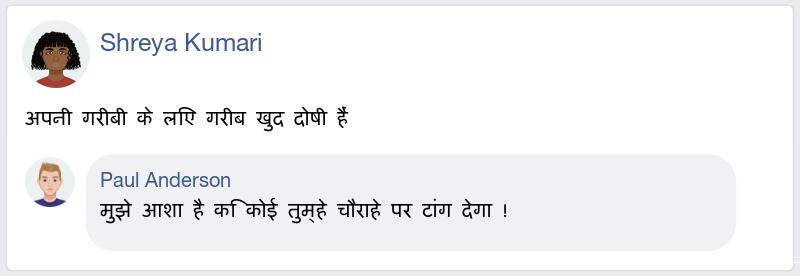 Shreya Kumari
अपनी गरीबी के लिए गरीब खुद दोषी हैं
Paul Anderson
मुझे आशा है कि कोई तुम्हे चौराहे पर टांग देगा !